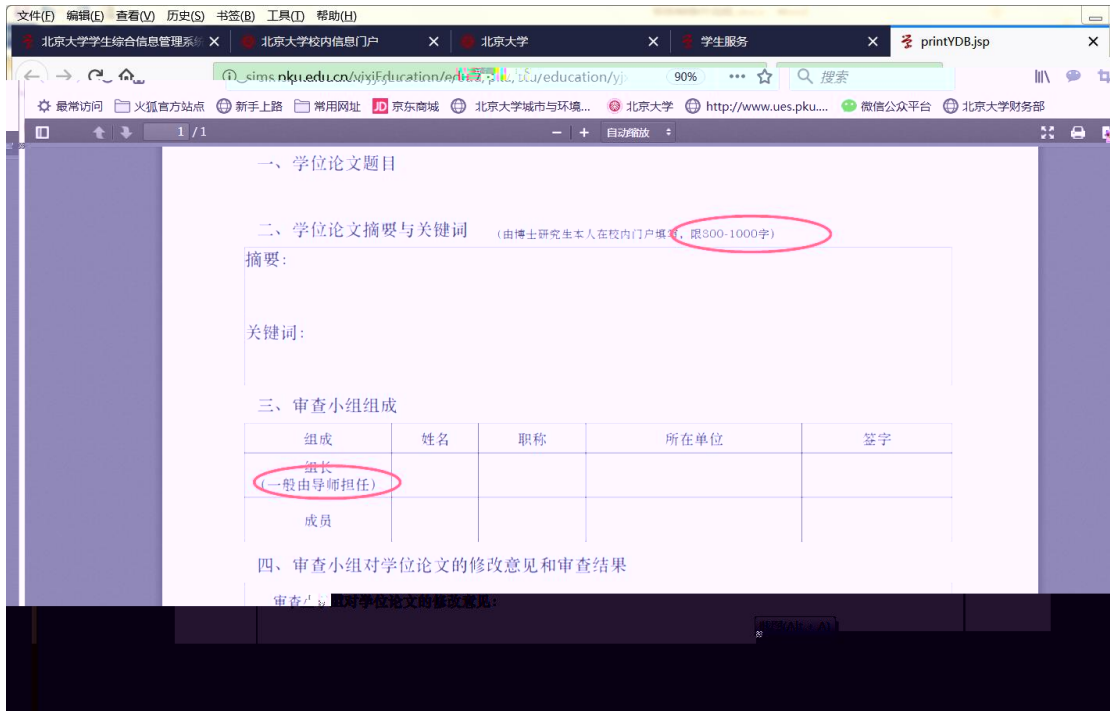 文件(F) 编辑(E) 查看(V) 历史(S) 书签(B) 工具(T) 帮助(H)
北京大学学生综合信息管理系统 北京大学校内信息门户 北京大学 学生服务 printYDB.jsp
90% 搜索
最常访问 火狐官方站点 新手上路 常用网址 JD 京东商城 北京大学城市与环境... 北京大学 http://www.ues.pku.... 微信公众平台 北京大学财务部
1 /1 自动缩放
一、学位论文题目
二、学位论文摘要与关键词 (由博士研究生本人在校内门户填写,限800-1000字)
摘要:
关键词:
三、审查小组组成
组成 姓名 职称 所在单位 签字
组长
(一般由导师担任)
成员
四、审查小组对学位论文的修改意见和审查结果
审查小组对学位论文的修改意见: